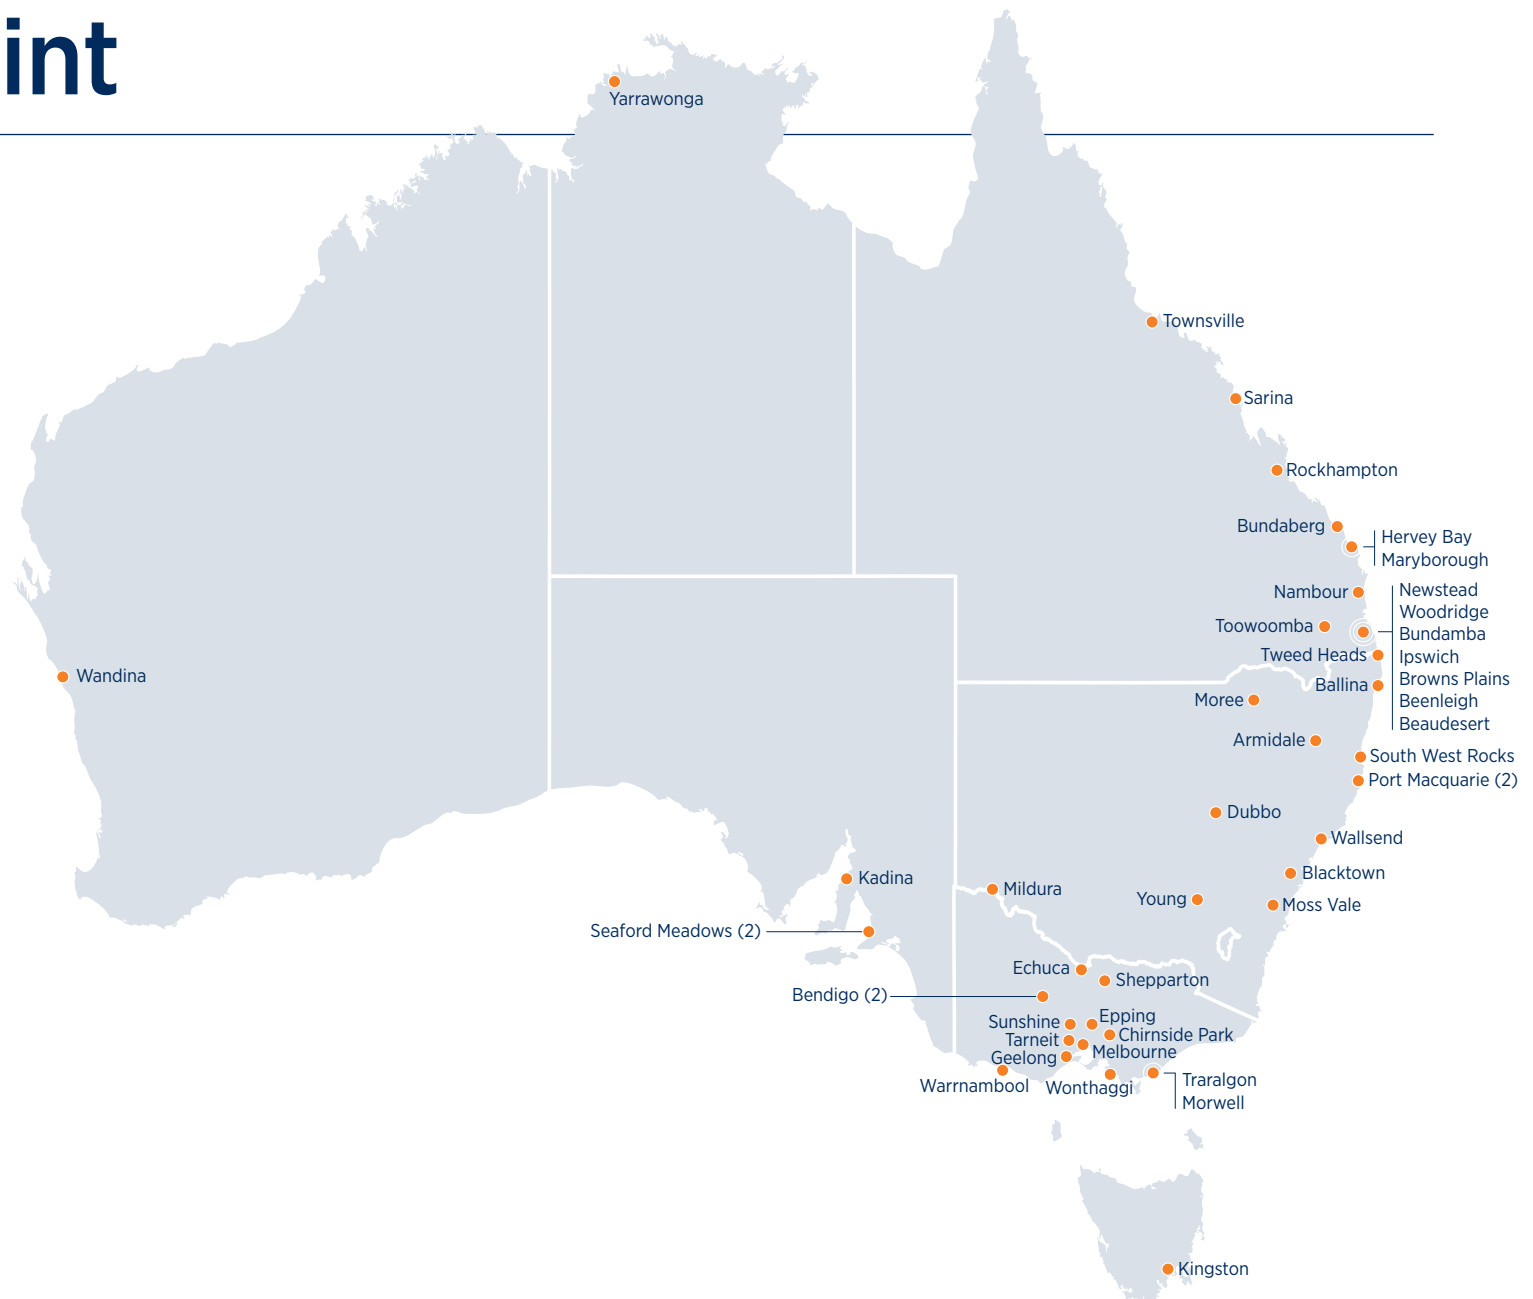 int
Yarrawonga
Townsville
Sarina
Rockhampton
Bundaberg
Hervey Bay
Maryborough
Nambour
Newstead
Woodridge
Bundamba
Ipswich
Browns Plains
Beenleigh
Beaudesert
Toowoomba
Tweed Heads
Ballina
Wandina
Moree
Armidale
South West Rocks
Port Macquarie (2)
Dubbo
Wallsend
Blacktown
Kadina
Mildura
Young
Moss Vale
Seaford Meadows (2)
Echuca
Shepparton
Bendigo (2)
Epping
Sunshine
Chirnside Park
Tarneit
Melbourne
Geelong
Warrnambool
Wonthaggi
Traralgon
Morwell
Kingston